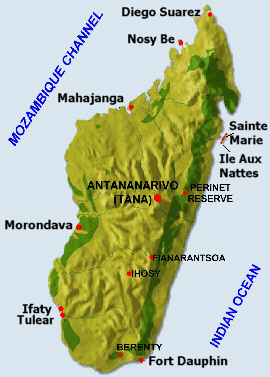 Diego Suarez
Nosy Be
MOZAMBIQUE CHANNEL
Mahajanga
Sainte
Marie
Ile Aux
Nattes
ANTANANARIVO
(TANA)
PERINET
RESERVE
Morondava
FIANARANTSOA
IHOSY
Ifaty
Tulear
INDIAN OCEAN
BERENTY
Fort Dauphin